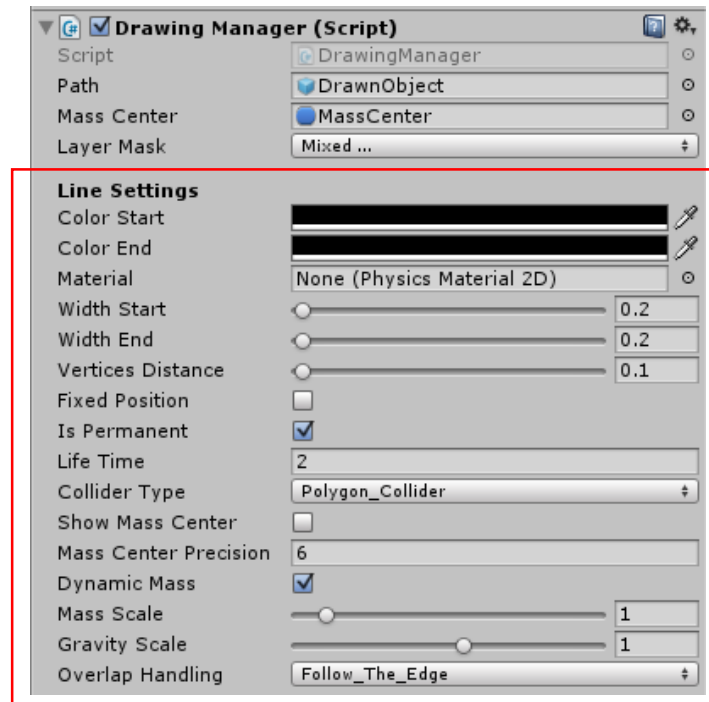 Drawing Manager (Script)
Script DrawingManager
Path DrawnObject
Mass Center MassCenter
Layer Mask Mixed ...
Line Settings
Color Start
Color End
Material None (Physics Material 2D)
Width Start 0.2
Width End 0.2
Vertices Distance 0.1
Fixed Position
Is Permanent
Life Time 2
Collider Type Polygon_Collider
Show Mass Center
Mass Center Precision 6
Dynamic Mass
Mass Scale 1
Gravity Scale 1
Overlap Handling Follow_The_Edge